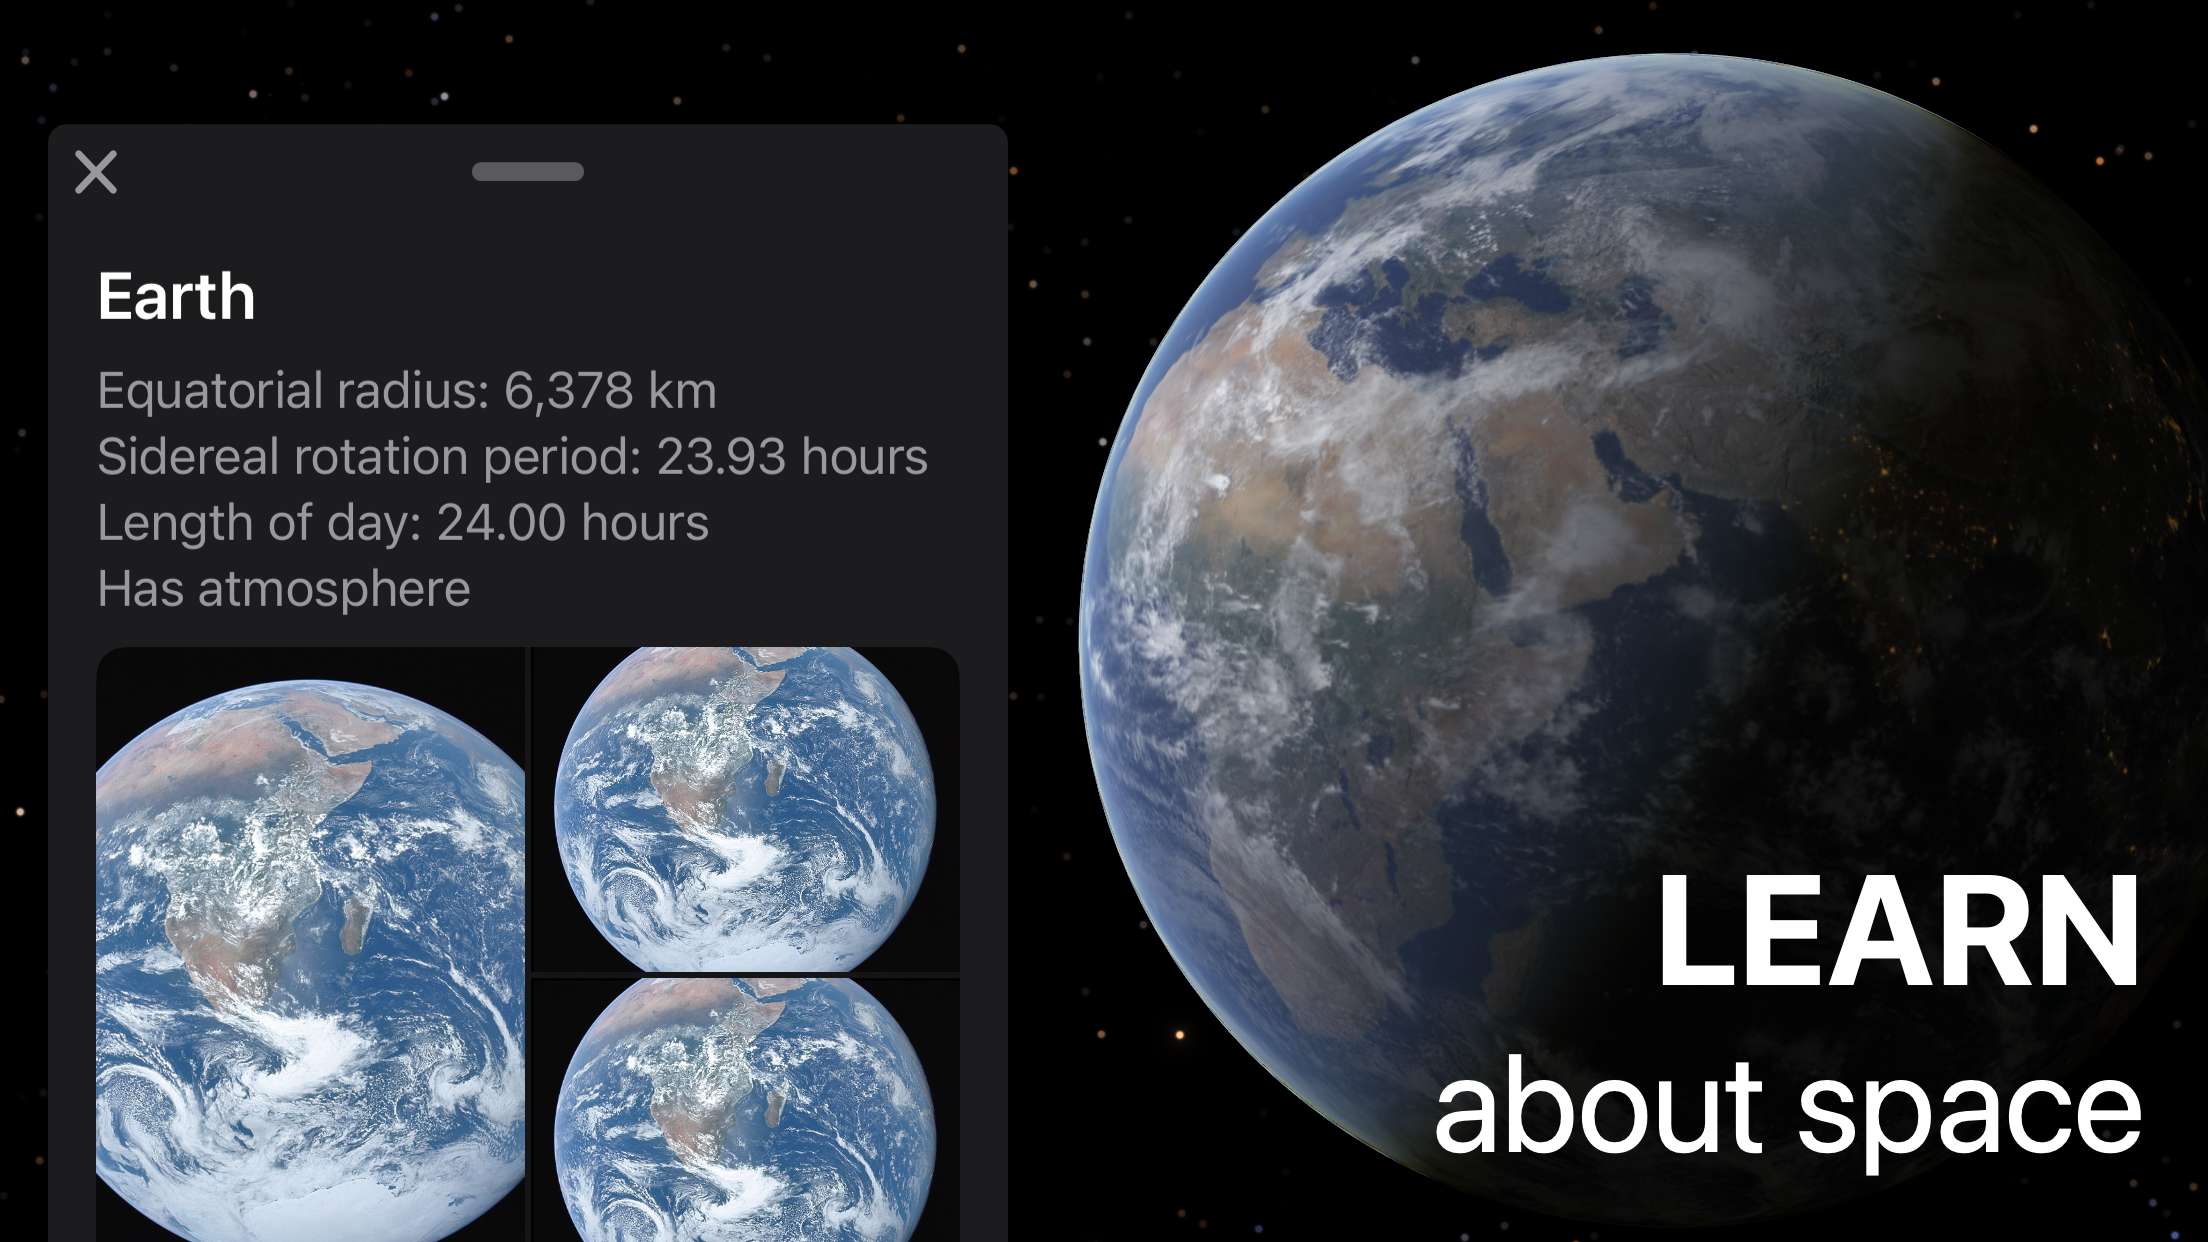 Earth
Equatorial radius: 6,378 km
Sidereal rotation period: 23.93 hours
Length of day: 24.00 hours
Has atmosphere
LEARN
about space